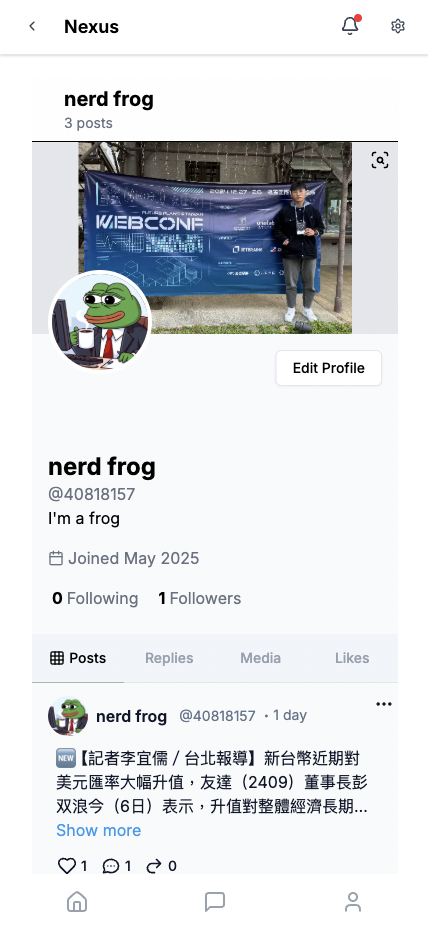 Nexus
nerd frog
3 posts
WEBCONF
Edit Profile
nerd frog
@40818157
I'm a frog
Joined May 2025
0 Following 1 Followers
Posts Replies Media Likes
nerd frog @40818157 · 1 day
🆕【記者李宜儒 / 台北報導】新台幣近期對
美元匯率大幅升值，友達（2409）董事長彭
双浪今（6日）表示，升值對整體經濟長期...
Show more
1 1 0